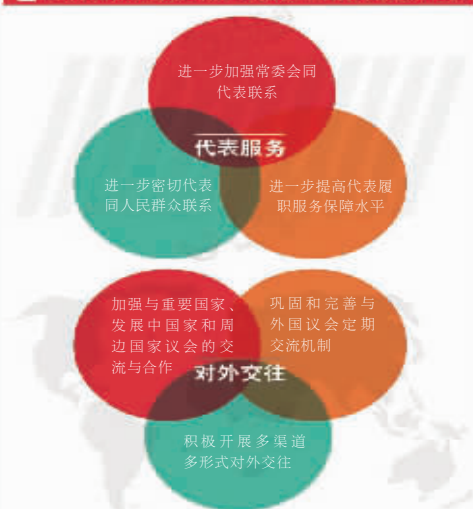 进一步加强常委会同
代表联系
代表服务
进一步密切代表
同人民群众联系
进一步提高代表履
职服务保障水平
加强与重要国家、
发展中国家和周
边国家议会的交
流与合作
巩固和完善与
外国议会定期
交流机制
对外交往
积极开展多渠道
多形式对外交往